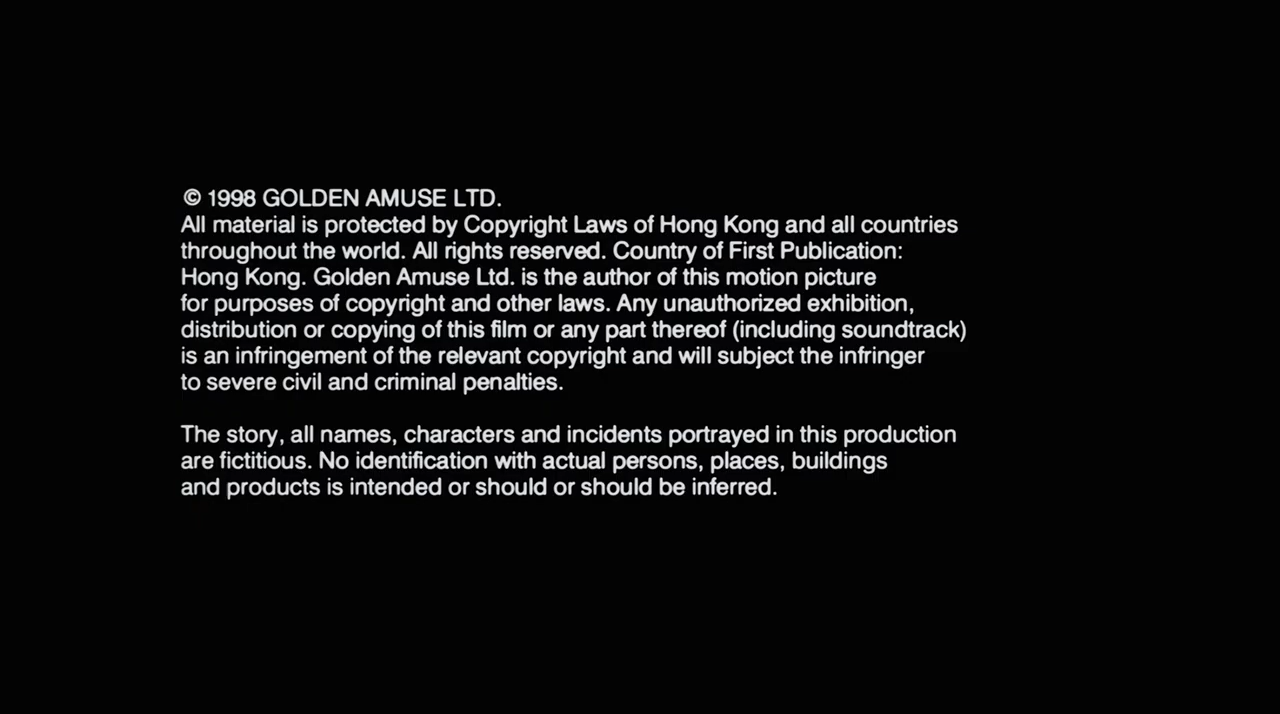 © 1998 GOLDEN AMUSE LTD.
All material is protected by Copyright Laws of Hong Kong and all countries
throughout the world. All rights reserved. Country of First Publication:
Hong Kong. Golden Amuse Ltd. is the author of this motion picture
for purposes of copyright and other laws. Any unauthorized exhibition,
distribution or copying of this film or any part thereof (including soundtrack)
is an infringement of the relevant copyright and will subject the infringer
to severe civil and criminal penalties.
The story, all names, characters and incidents portrayed in this production
are fictitious. No identification with actual persons, places, buildings
and products is intended or should or should be inferred.